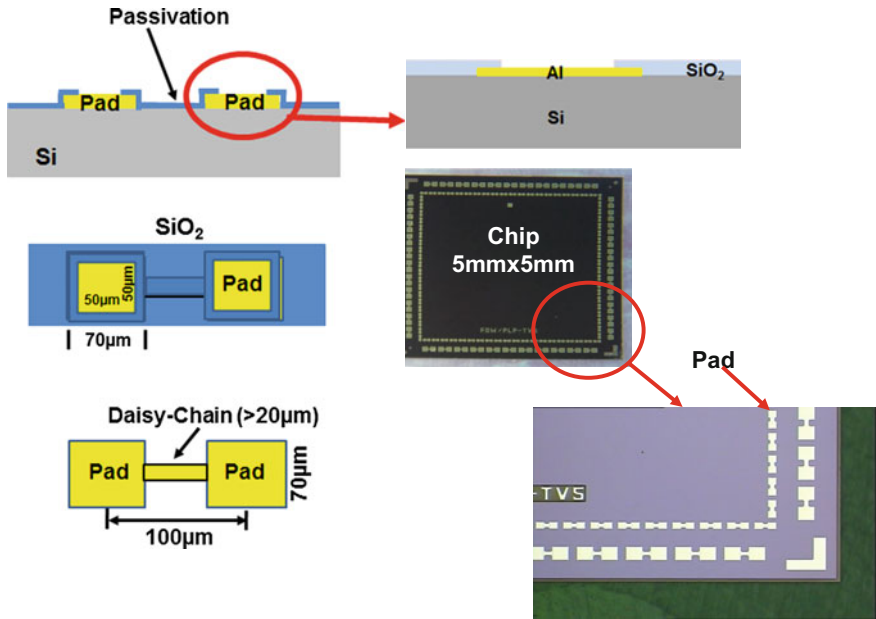 Passivation
Pad
Pad
Si
Al
SiO₂
Si
SiO₂
50µm
50µm
Pad
70µm
Chip
5mmx5mm
Pad
Daisy-Chain (>20µm)
Pad
Pad
70µm
100µm
-TVS